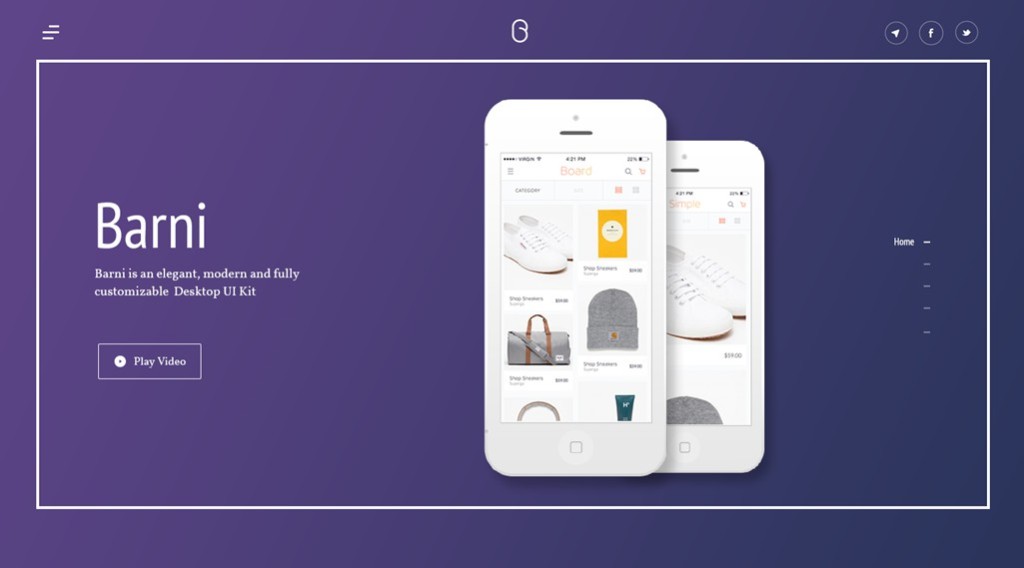 Barni
Barni is an elegant, modern and fully
customizable Desktop UI Kit
Play Video
VIRGIN 4:21 PM 22%
Board
CATEGORY
Shop Sneakers $59.00
Shop Sneakers $59.00
Shop Sneakers $59.00
Shop Sneakers $59.00
4:21 PM 22%
Simple
$59.00
Home